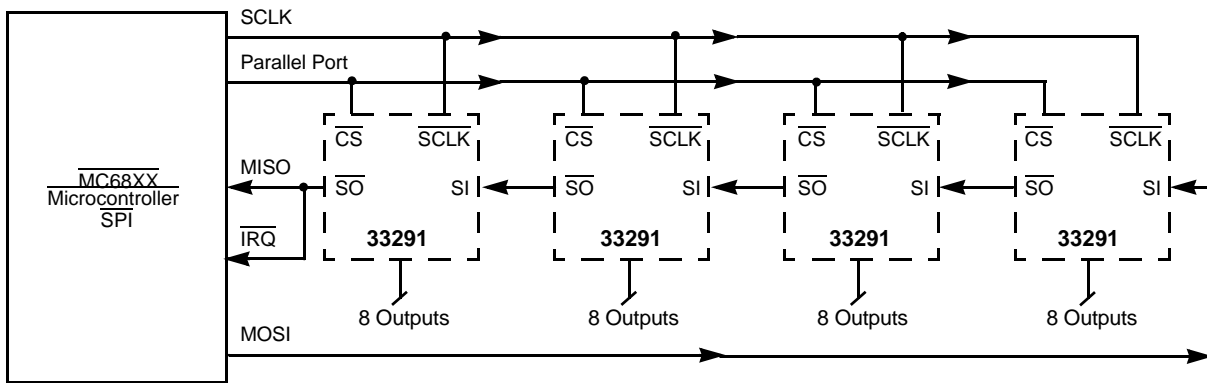 SCLK
Parallel Port
CS SCLK CS SCLK CS SCLK CS SCLK
MC68XX
Microcontroller
SPI
MISO
SO SI SO SI SO SI SO SI
IRQ
33291 33291 33291 33291
8 Outputs 8 Outputs 8 Outputs 8 Outputs
MOSI